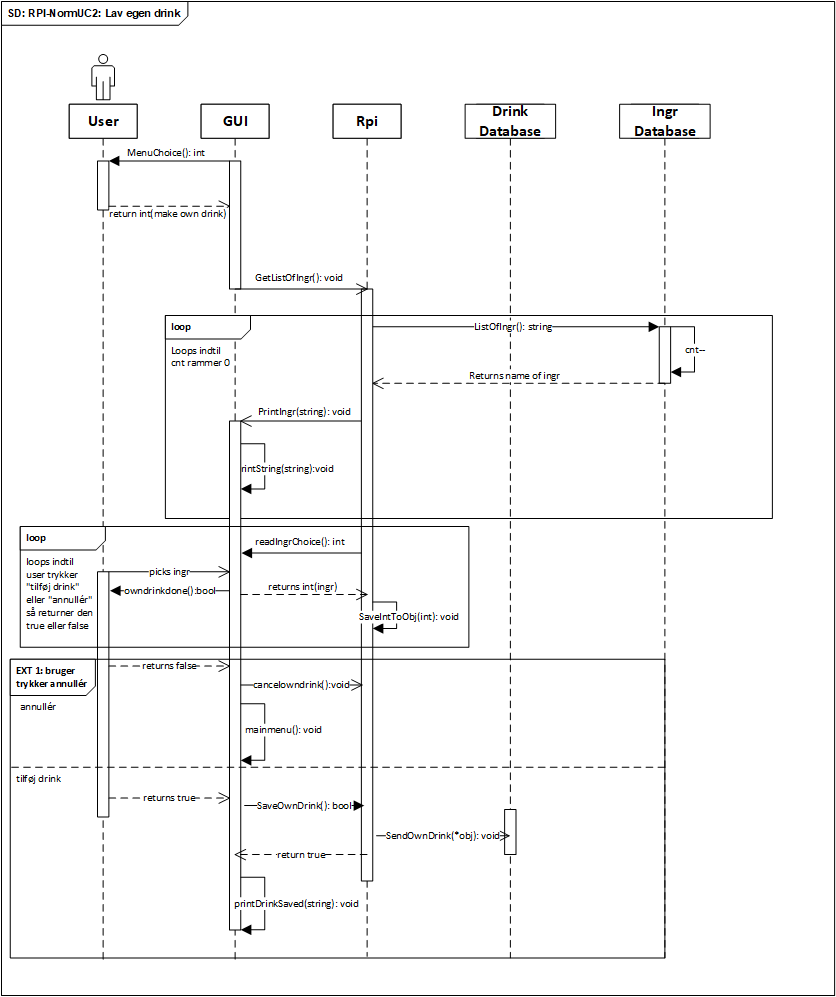 SD: RPI-NormUC2: Lav egen drink
User
GUI
Rpi
Drink
Database
Ingr
Database
MenuChoice(): int
return int(make own drink)
GetListOfIngr(): void
loop
Loops indtil
cnt rammer 0
ListOfIngr(): string
cnt--
Returns name of ingr
PrintIngr(string): void
rintString(string):void
loop
loops indtil
user trykker
"tilføj drink"
eller "annullér"
så returner den
true eller false
readIngrChoice(): int
picks ingr
owndrinkdone():bool
returns int(ingr)
SaveIntToObj(int): void
EXT 1: bruger
trykker annullér
annullér
returns false
cancelowndrink():void
mainmenu(): void
tilføj drink
returns true
SaveOwnDrink(): bool
SendOwnDrink(*obj): void
return true
printDrinkSaved(string): void